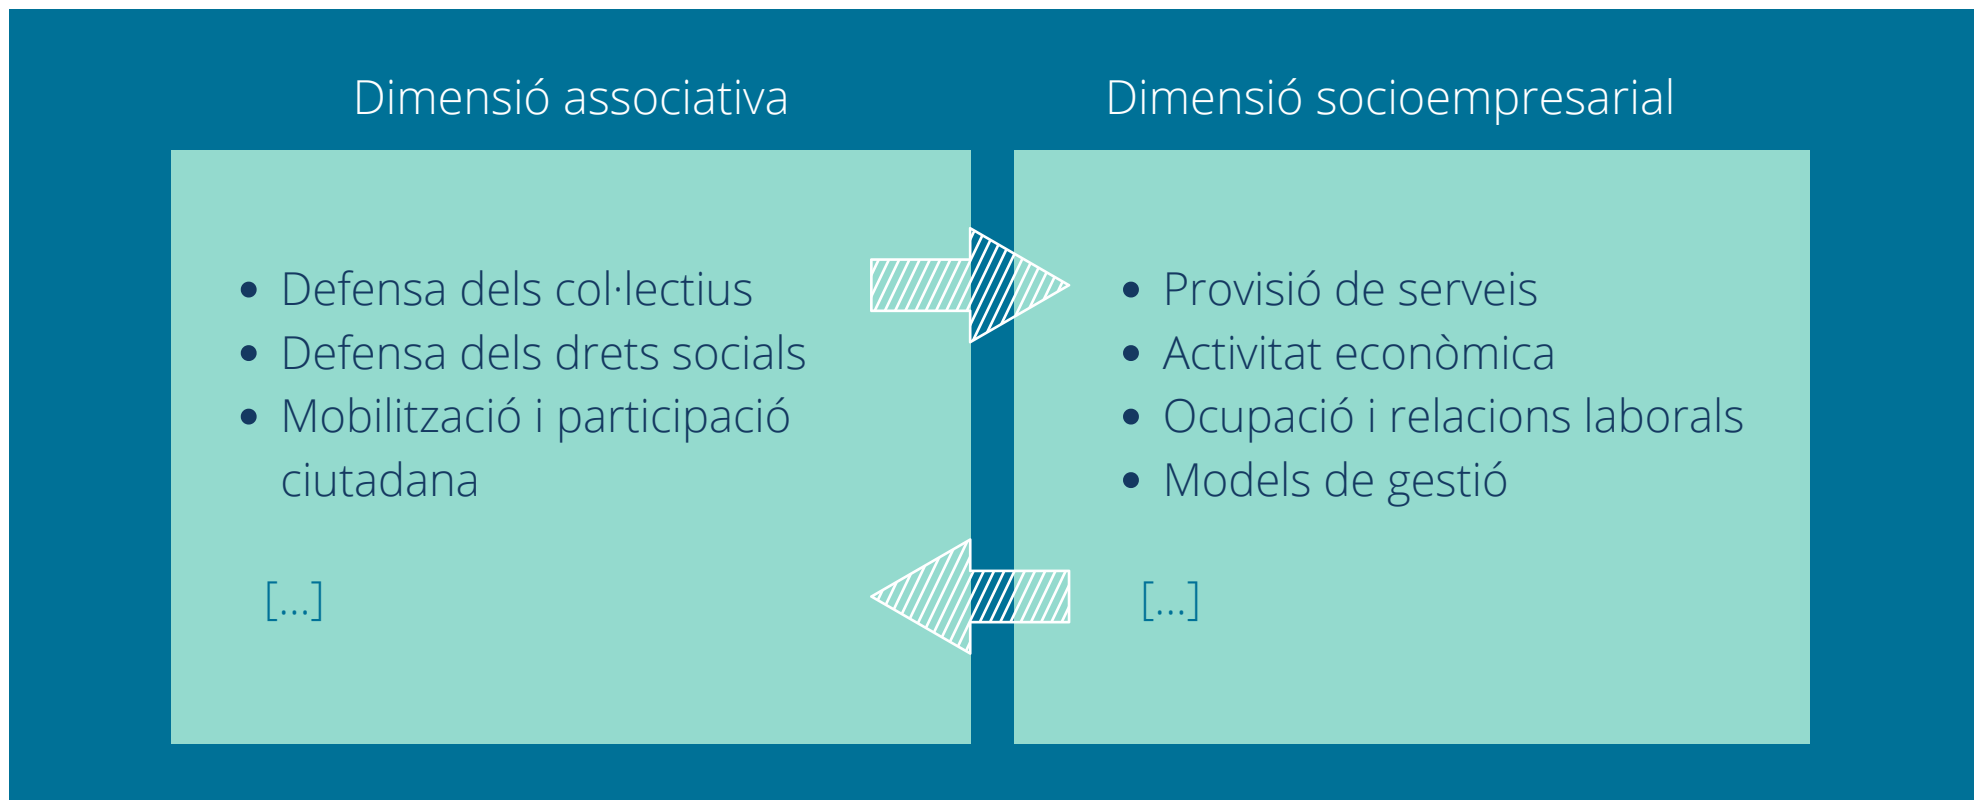 Dimensió associativa
• Defensa dels col·lectius
• Defensa dels drets socials
• Mobilització i participació
ciutadana
[...]
Dimensió socioempresarial
• Provisió de serveis
• Activitat econòmica
• Ocupació i relacions laborals
• Models de gestió
[...]